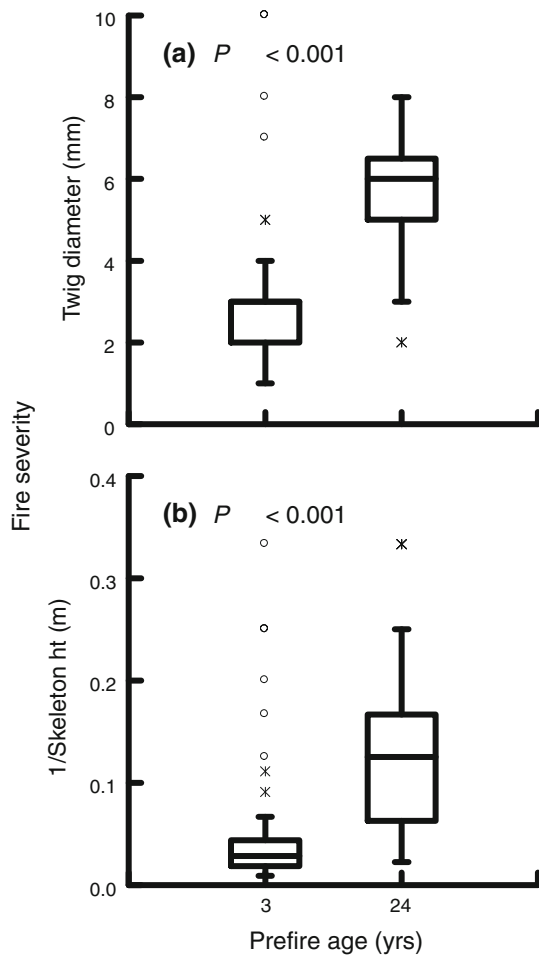 Fire severity
Twig diameter (mm)
10
(a) P < 0.001
8
6
4
2
0
1/Skeleton ht (m)
0.4
(b) P < 0.001
0.3
0.2
0.1
0.0
3 24
Prefire age (yrs)